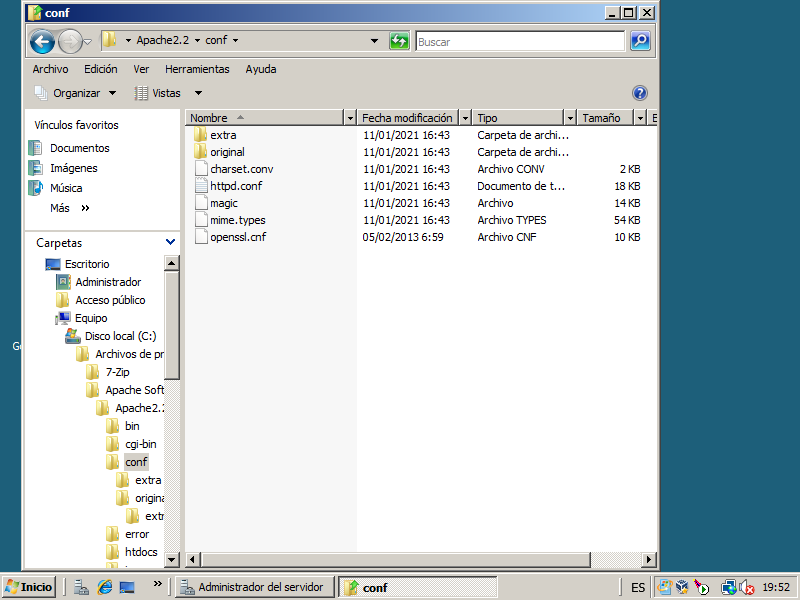 conf
Apache2.2 conf
Buscar
Archivo Edición Ver Herramientas Ayuda
Organizar Vistas
Vínculos favoritos
Documentos
Imágenes
Música
Más »
Carpetas
Escritorio
Administrador
Acceso público
Equipo
Disco local (C:)
Archivos de pr
7-Zip
Apache Soft
Apache2.2
bin
cgi-bin
conf
extra
origina
extr
error
htdocs
Nombre Fecha modificación Tipo Tamaño E
extra 11/01/2021 16:43 Carpeta de archi...
original 11/01/2021 16:43 Carpeta de archi...
charset.conv 11/01/2021 16:43 Archivo CONV 2 KB
httpd.conf 11/01/2021 16:43 Documento de t... 18 KB
magic 11/01/2021 16:43 Archivo 14 KB
mime.types 11/01/2021 16:43 Archivo TYPES 54 KB
openssl.cnf 05/02/2013 6:59 Archivo CNF 10 KB
Inicio » Administrador del servidor conf ES 19:52